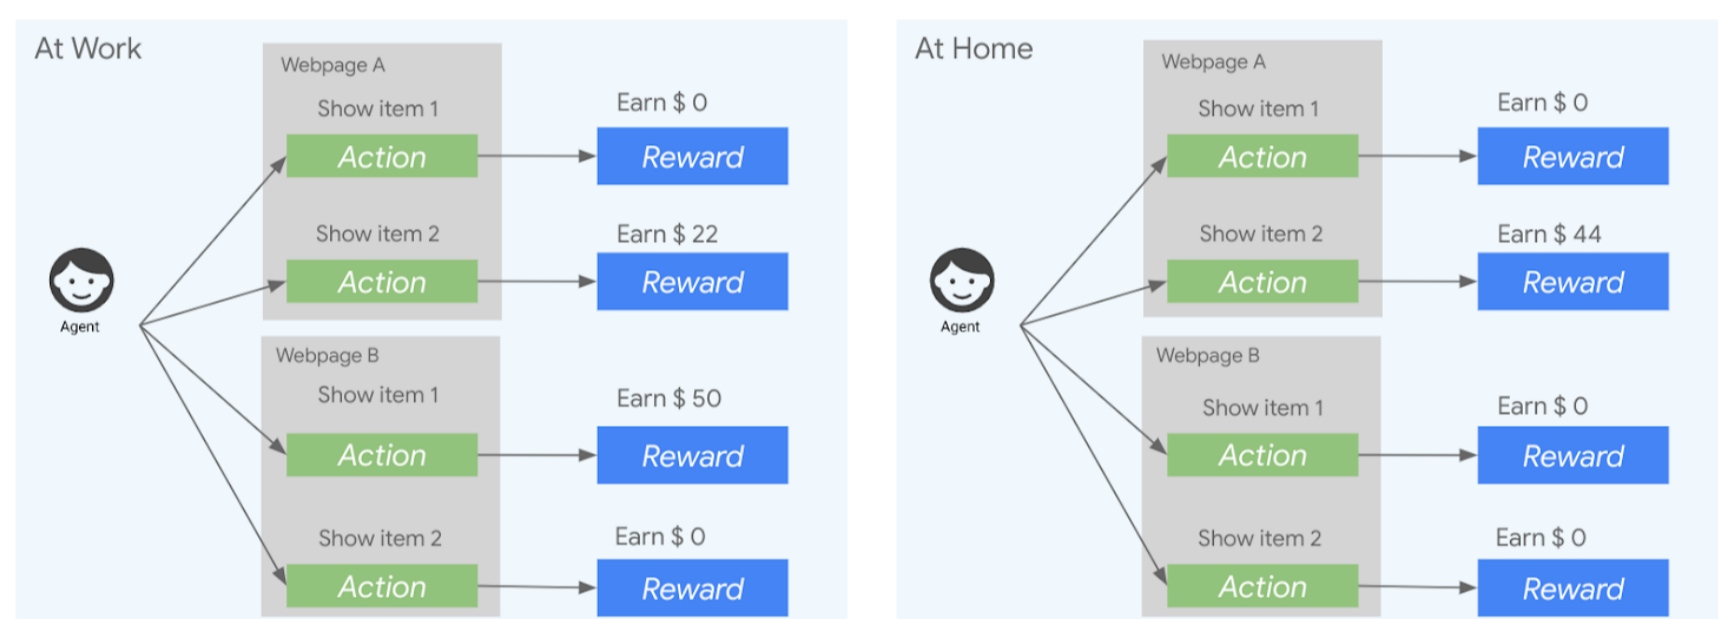 At Work
Webpage A
Show item 1
Action
Earn $ 0
Reward
Show item 2
Action
Earn $ 22
Reward
Agent
Webpage B
Show item 1
Action
Earn $ 50
Reward
Show item 2
Action
Earn $ 0
Reward
At Home
Webpage A
Show item 1
Action
Earn $ 0
Reward
Show item 2
Action
Earn $ 44
Reward
Agent
Webpage B
Show item 1
Action
Earn $ 0
Reward
Show item 2
Action
Earn $ 0
Reward